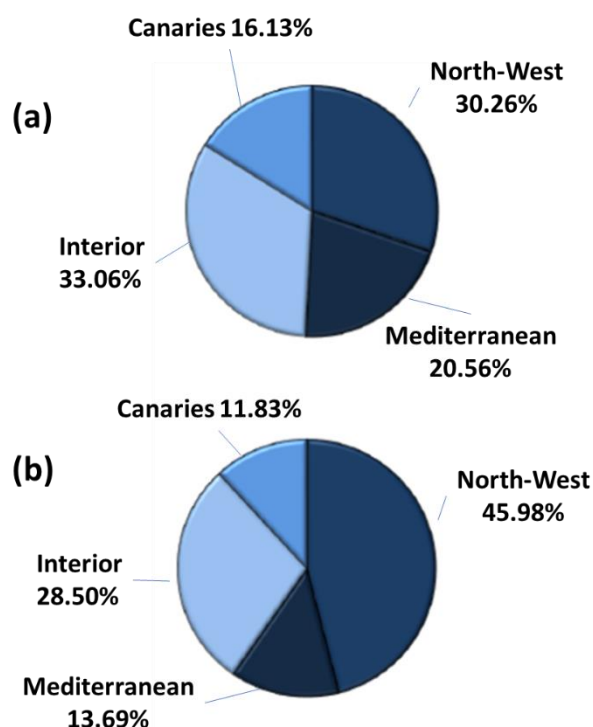 (a)
Canaries 16.13%
North-West
30.26%
Interior
33.06%
Mediterranean
20.56%
(b)
Canaries 11.83%
North-West
45.98%
Interior
28.50%
Mediterranean
13.69%